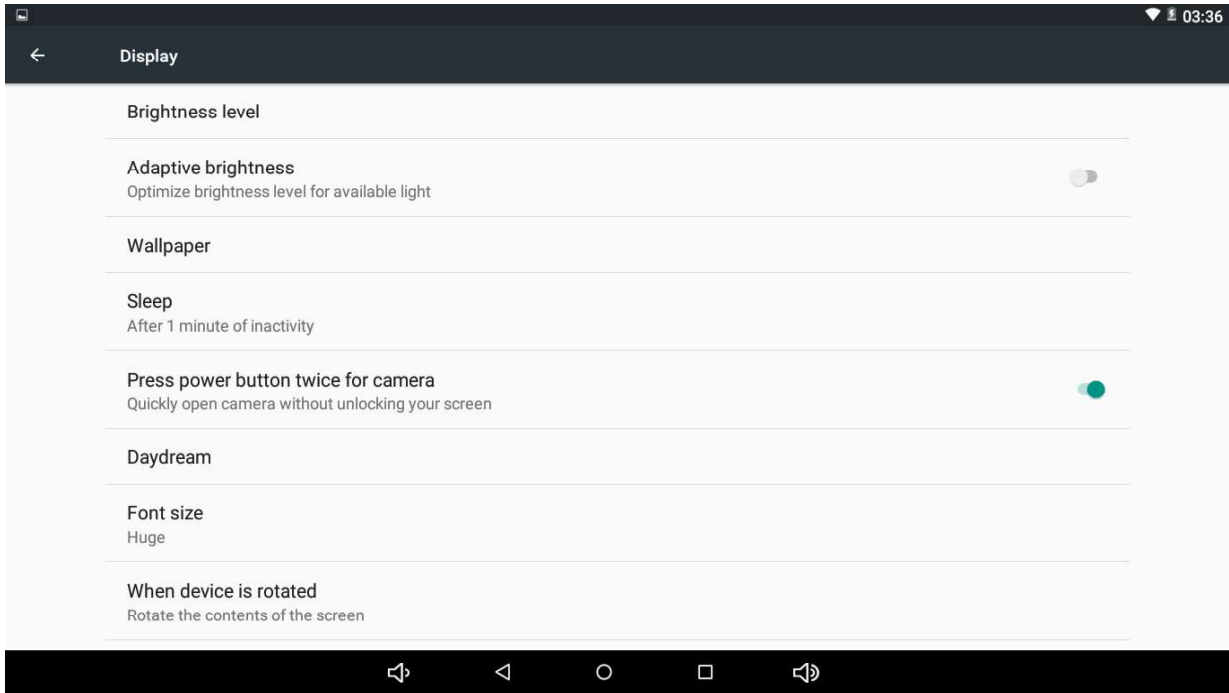 03:36
Display
Brightness level
Adaptive brightness
Optimize brightness level for available light
Wallpaper
Sleep
After 1 minute of inactivity
Press power button twice for camera
Quickly open camera without unlocking your screen
Daydream
Font size
Huge
When device is rotated
Rotate the contents of the screen